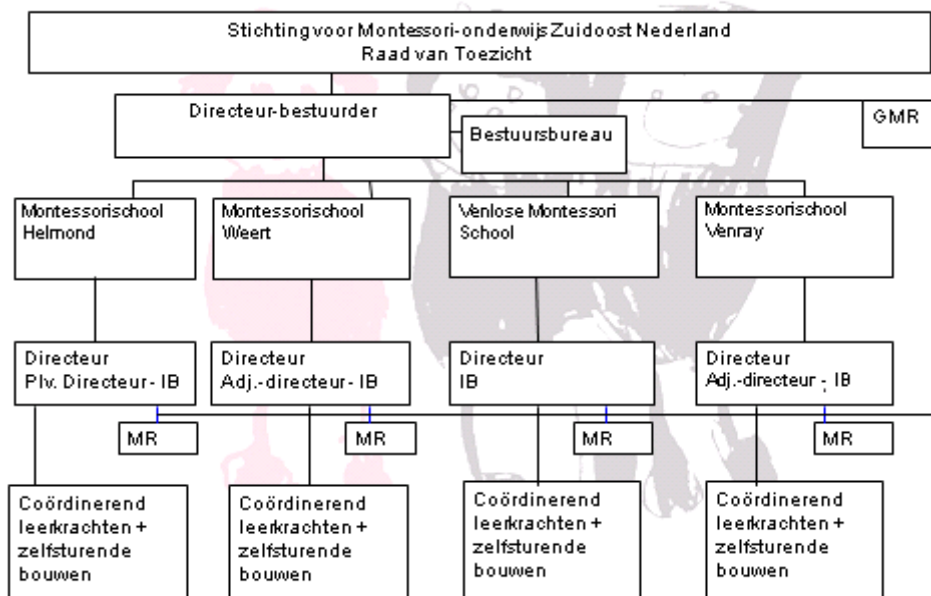 Stichting voor Montessori-onderwijs Zuidoost Nederland
Raad van Toezicht
Directeur-bestuurder
GMR
Bestuursbureau
Montessorischool
Helmond
Montessorischool
Weert
Venlose Montessori
School
Montessorischool
Venray
Directeur
Plv. Directeur - IB
Directeur
Adj.-directeur - IB
Directeur
IB
Directeur
Adj.-directeur - IB
MR
MR
MR
MR
Coördinerend
leerkrachten +
zelfsturende
bouwen
Coördinerend
leerkrachten +
zelfsturende
bouwen
Coördinerend
leerkrachten +
zelfsturende
bouwen
Coördinerend
leerkrachten +
zelfsturende
bouwen